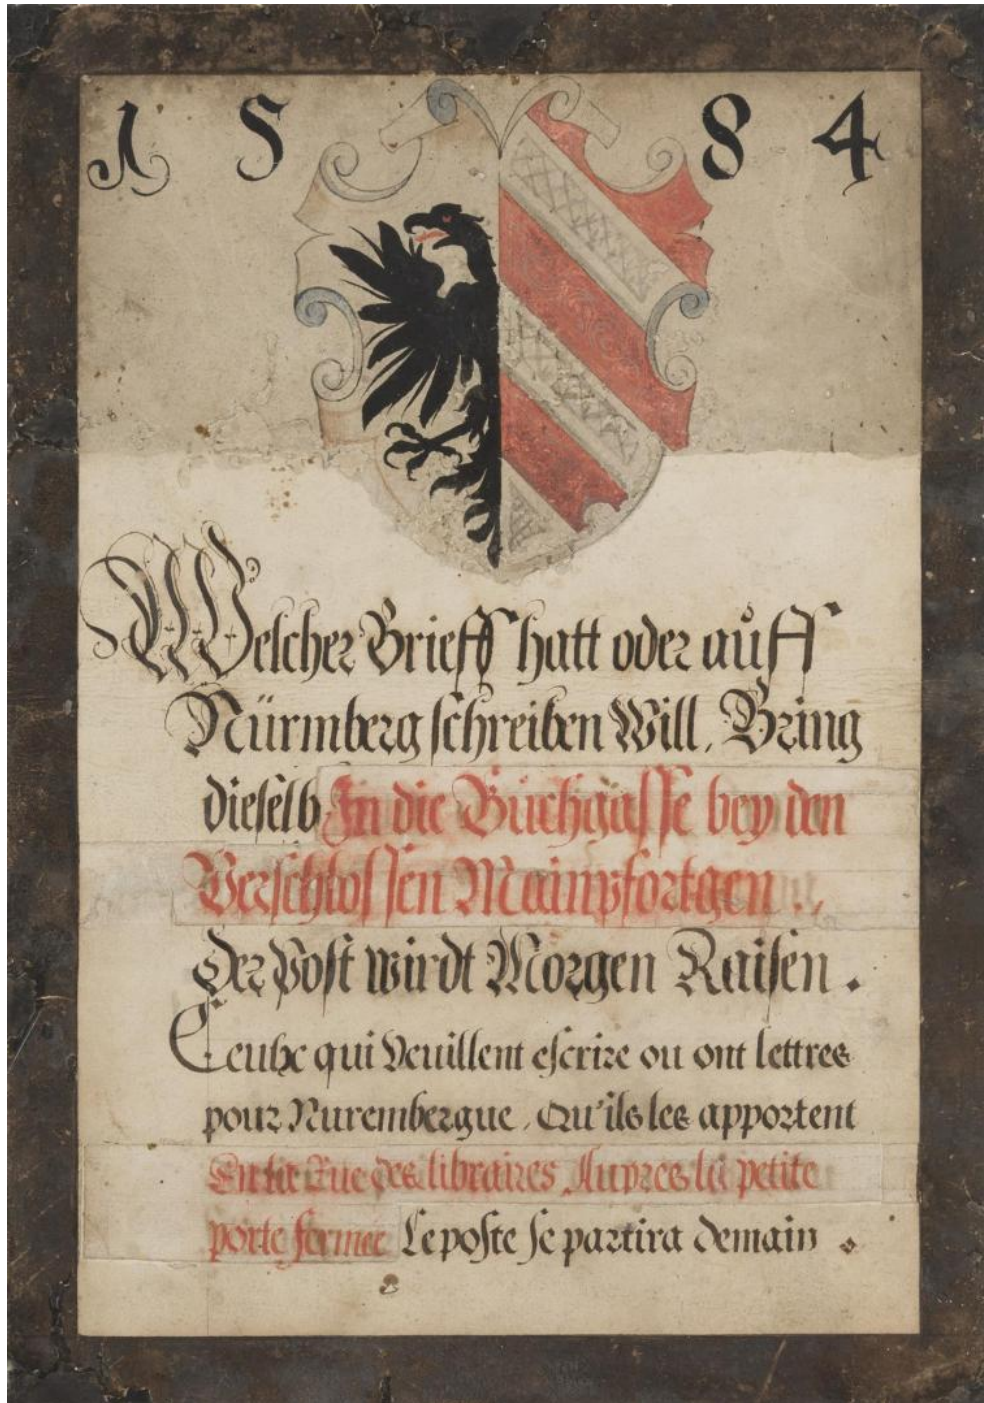 1 5 8 4
Welcher Brieff hatt oder auff
Nürmberg schreiben Will, Bring
dieselb In die Buchgasse bey den
Verschlossen Mainpfortgen.,
Der Post wirdt Morgen Raisen.
Ceulx qui Veuillent escrire ou ont lettres
pour Nurembergue, Qu'ils les apportent
En la Rue des libraires Aupres la petite
porte fermee Le poste se partira demain.